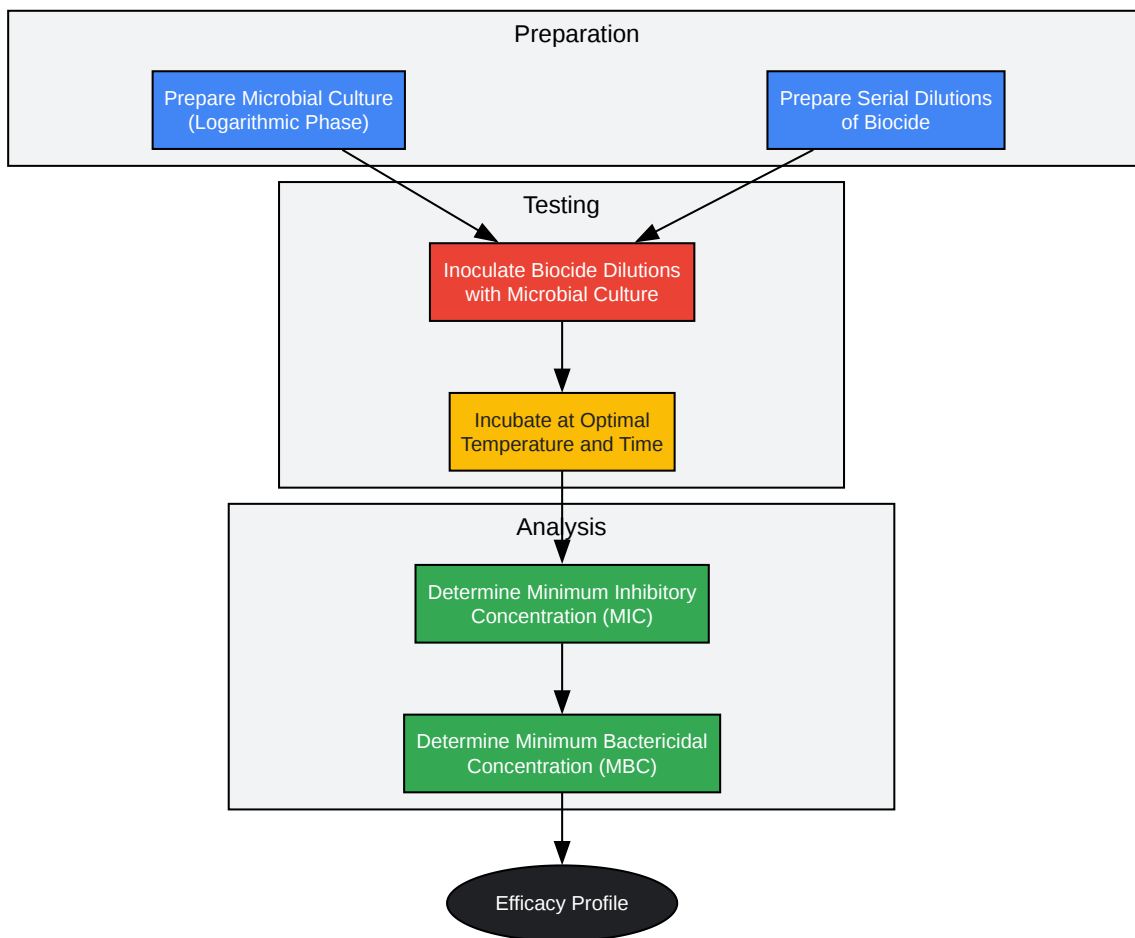 Preparation
Prepare Microbial Culture
(Logarithmic Phase)
Prepare Serial Dilutions
of Biocide
Testing
Inoculate Biocide Dilutions
with Microbial Culture
Incubate at Optimal
Temperature and Time
Analysis
Determine Minimum Inhibitory
Concentration (MIC)
Determine Minimum Bactericidal
Concentration (MBC)
Efficacy Profile